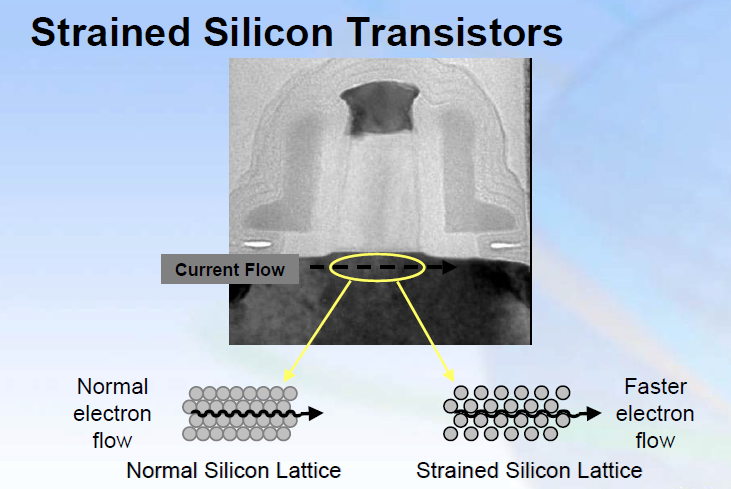 Strained Silicon Transistors
Current Flow
Normal
electron
flow
Faster
electron
flow
Normal Silicon Lattice
Strained Silicon Lattice